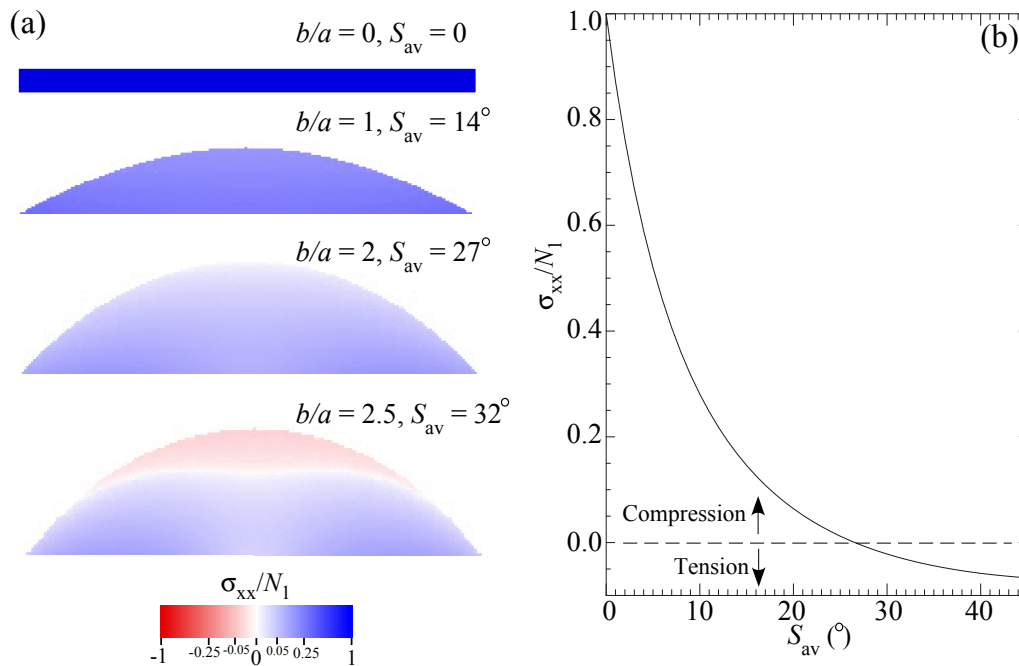 (a)
b/a = 0, S_av = 0
b/a = 1, S_av = 14°
b/a = 2, S_av = 27°
b/a = 2.5, S_av = 32°
σ_xx/N_1
-1 -0.25 -0.05 0 0.05 0.25 1
(b)
1.0
0.8
0.6
0.4
0.2
0.0
σ_xx/N_1
Compression
Tension
0 10 20 30 40
S_av (°)